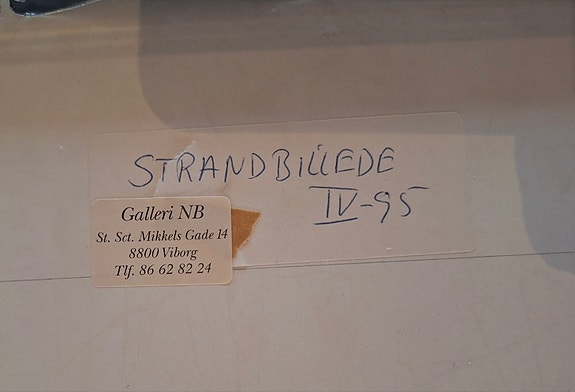 STRANDBILLEDE
IV-95
Galleri NB
St. Sct. Mikkels Gade 14
8800 Viborg
Tlf. 86 62 82 24